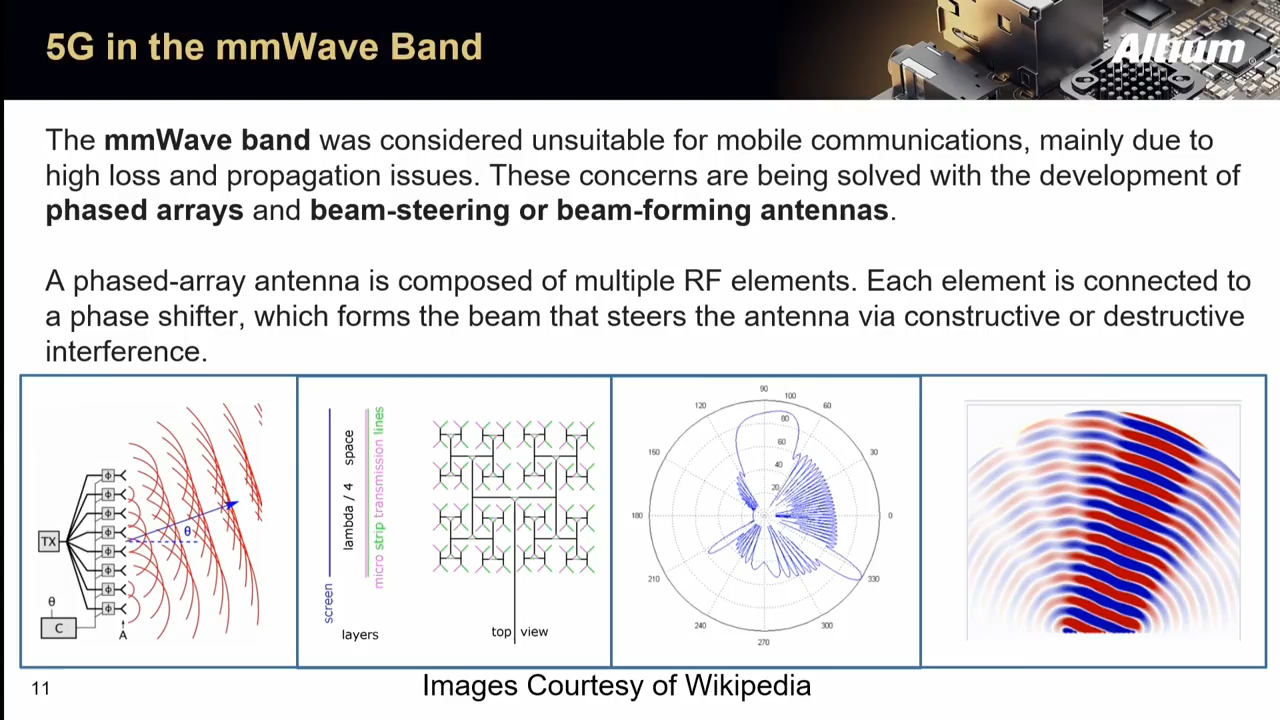 5G in the mmWave Band
Altium
The mmWave band was considered unsuitable for mobile communications, mainly due to
high loss and propagation issues. These concerns are being solved with the development of
phased arrays and beam-steering or beam-forming antennas.
A phased-array antenna is composed of multiple RF elements. Each element is connected to
a phase shifter, which forms the beam that steers the antenna via constructive or destructive
interference.
TX
Φ
Φ
Φ
Φ
Φ
Φ
Φ
Φ
θ
θ
C
A
screen
lambda / 4 space
micro strip transmission lines
layers
top view
90
100
120
60
80
60
150
30
40
20
180
0
210
330
240
300
270
11
Images Courtesy of Wikipedia